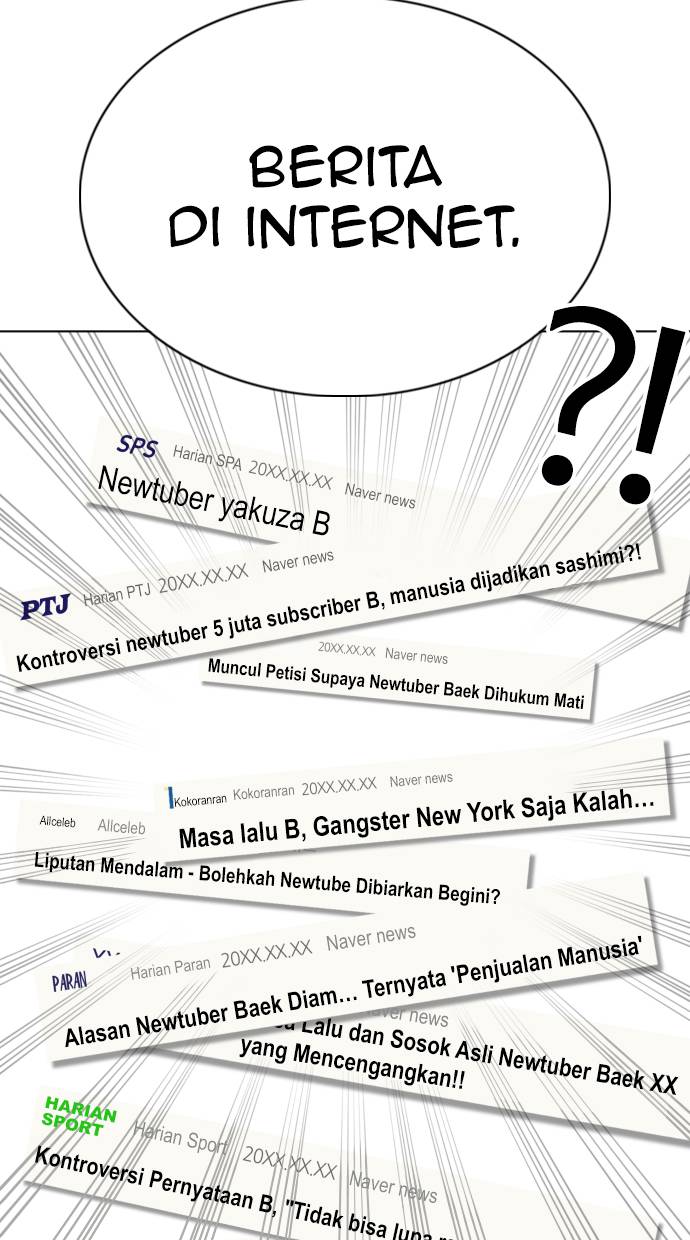 BERITA
DI INTERNET.
?!
SPS Harian SPA 20XX.XX.XX Naver news
Newtuber yakuza B
PTJ Harian PTJ 20XX.XX.XX Naver news
Kontroversi newtuber 5 juta subscriber B, manusia dijadikan sashimi?!
20XX.XX.XX Naver news
Muncul Petisi Supaya Newtuber Baek Dihukum Mati
Kokoranran Kokoranran 20XX.XX.XX Naver news
Masa lalu B, Gangster New York Saja Kalah...
Allceleb Allceleb
Liputan Mendalam - Bolehkah Newtube Dibiarkan Begini?
PARAN Harian Paran 20XX.XX.XX Naver news
Alasan Newtuber Baek Diam... Ternyata 'Penjualan Manusia'
news
Lalu dan Sosok Asli Newtuber Baek XX
yang Mencengangkan!!
HARIAN
SPORT Harian Sport 20XX.XX.XX Naver news
Kontroversi Pernyataan B, "Tidak bisa lupa